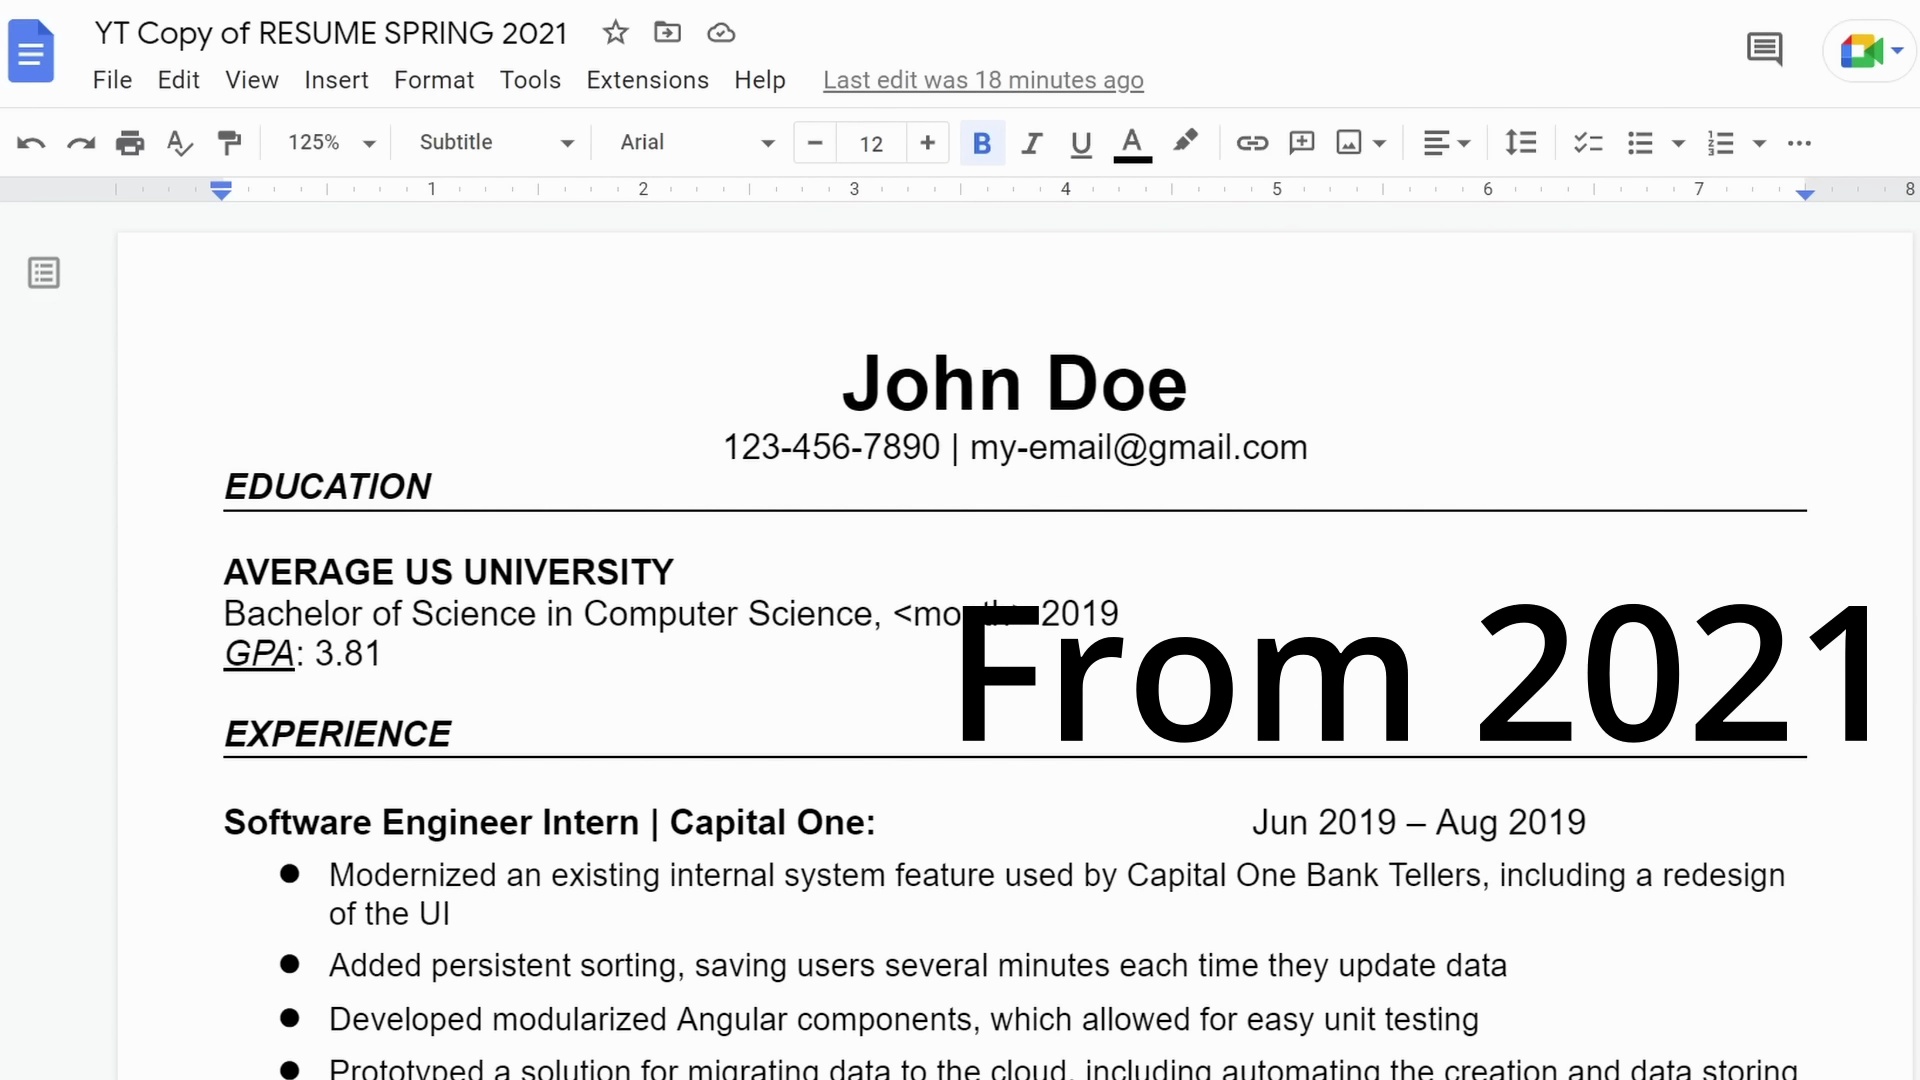 YT Copy of RESUME SPRING 2021
File Edit View Insert Format Tools Extensions Help Last edit was 18 minutes ago
125% Subtitle Arial 12 B I U A
1 2 3 4 5 6 7 8
John Doe
123-456-7890 | my-email@gmail.com
EDUCATION
AVERAGE US UNIVERSITY
Bachelor of Science in Computer Science, <month> 2019
GPA: 3.81
From 2021
EXPERIENCE
Software Engineer Intern | Capital One: Jun 2019 – Aug 2019
● Modernized an existing internal system feature used by Capital One Bank Tellers, including a redesign
of the UI
● Added persistent sorting, saving users several minutes each time they update data
● Developed modularized Angular components, which allowed for easy unit testing
● Prototyped a solution for migrating data to the cloud, including automating the creation and data storing